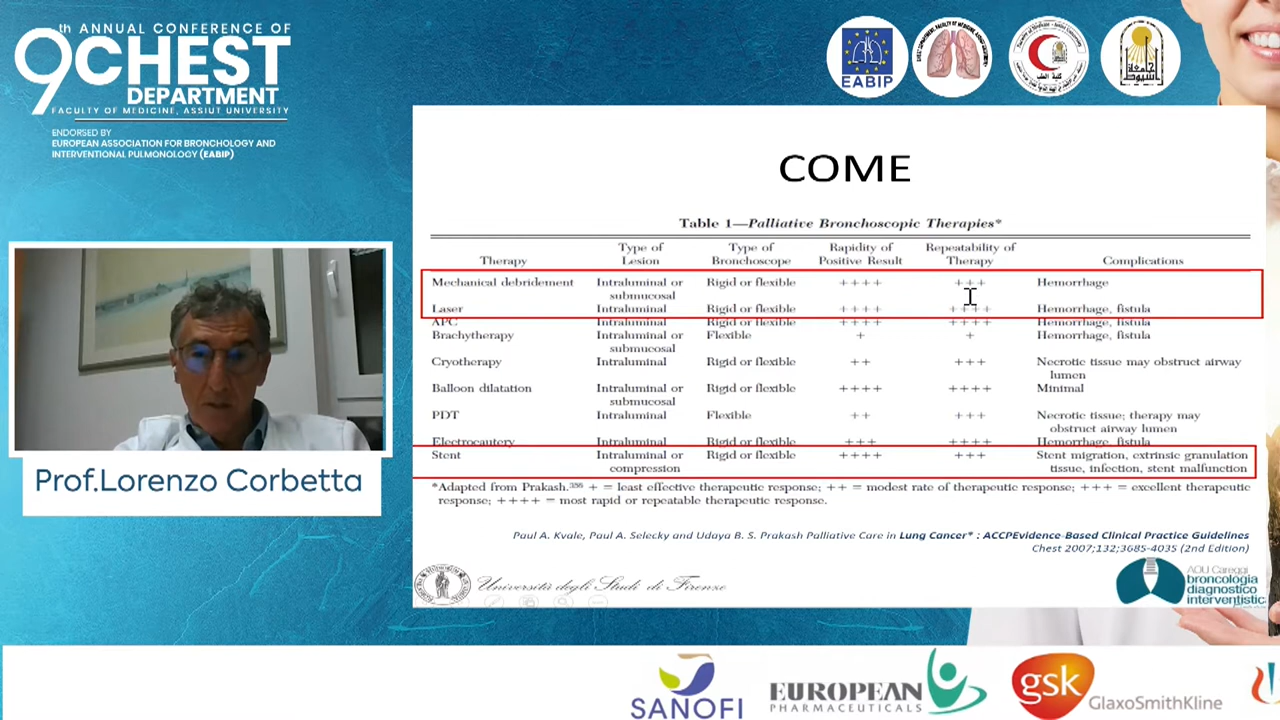 9th ANNUAL CONFERENCE OF
CHEST
DEPARTMENT
FACULTY OF MEDICINE, ASSIUT UNIVERSITY
ENDORSED BY
EUROPEAN ASSOCIATION FOR BRONCHOLOGY AND
INTERVENTIONAL PULMONOLOGY (EABIP)
EABIP
كلية الطب
Prof.Lorenzo Corbetta
COME
Table 1—Palliative Bronchoscopic Therapies*
Type of Type of Rapidity of Repeatability of
Therapy Lesion Bronchoscope Positive Result Therapy Complications
Mechanical debridement Intraluminal or Rigid or flexible ++++ +++ Hemorrhage
submucosal
Laser Intraluminal Rigid or flexible ++++ ++++ Hemorrhage, fistula
APC Intraluminal Rigid or flexible ++++ ++++ Hemorrhage, fistula
Brachytherapy Intraluminal or Flexible + + Hemorrhage, fistula
submucosal
Cryotherapy Intraluminal Rigid or flexible ++ +++ Necrotic tissue may obstruct airway
lumen
Balloon dilatation Intraluminal or Rigid or flexible ++++ ++++ Minimal
submucosal
PDT Intraluminal Flexible ++ +++ Necrotic tissue; therapy may
obstruct airway lumen
Electrocautery Intraluminal Rigid or flexible +++ ++++ Hemorrhage, fistula
Stent Intraluminal or Rigid or flexible ++++ +++ Stent migration, extrinsic granulation
compression tissue, infection, stent malfunction
*Adapted from Prakash.356 + = least effective therapeutic response; ++ = modest rate of therapeutic response; +++ = excellent therapeutic
response; ++++ = most rapid or repeatable therapeutic response.
Paul A. Kvale, Paul A. Selecky and Udaya B. S. Prakash Palliative Care in Lung Cancer* : ACCPEvidence-Based Clinical Practice Guidelines
Chest 2007;132;3685-4035 (2nd Edition)
Università degli Studi di Firenze
AOU Careggi
broncologia
diagnostico
interventistic
SANOFI
EUROPEAN
PHARMACEUTICALS
gsk
GlaxoSmithKline